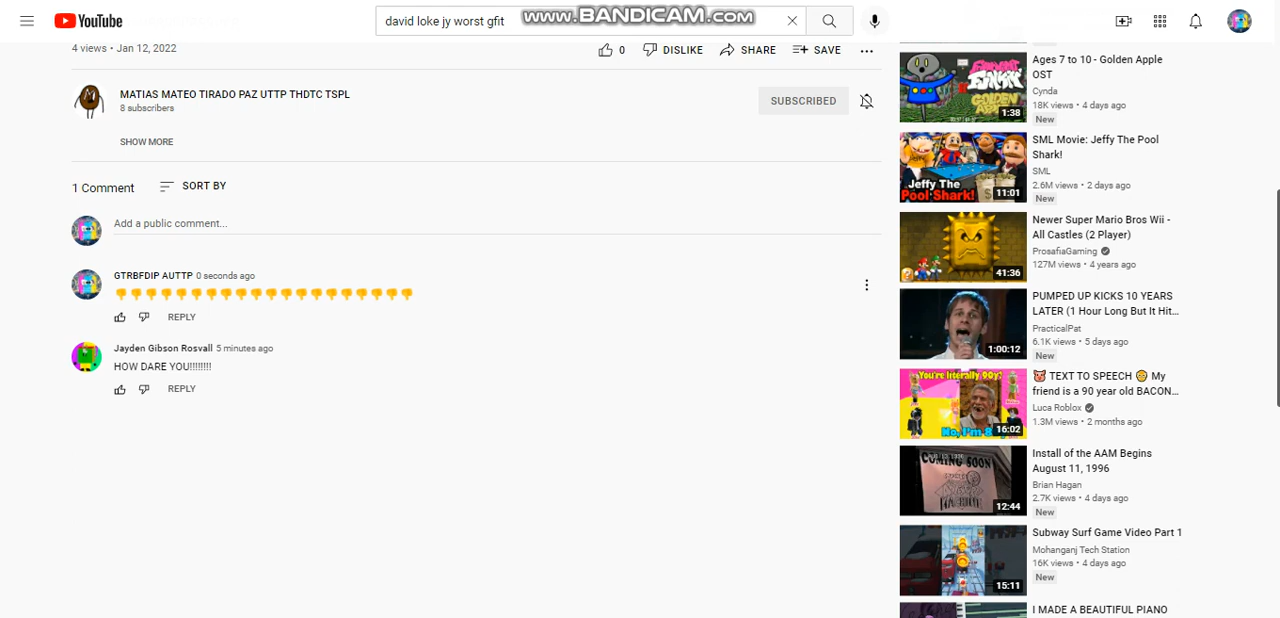 YouTube
david loke jy worst gfit
www.BANDICAM.com
4 views • Jan 12, 2022
0
DISLIKE
SHARE
SAVE
MATIAS MATEO TIRADO PAZ UTTP THDTC TSPL
8 subscribers
SUBSCRIBED
SHOW MORE
1 Comment
SORT BY
Add a public comment...
GTRBFDIP AUTTP 0 seconds ago
👎👎👎👎👎👎👎👎👎👎👎👎👎👎👎👎👎👎👎👎
REPLY
Jayden Gibson Rosvall 5 minutes ago
HOW DARE YOU!!!!!!!!
REPLY
1:38
Ages 7 to 10 - Golden Apple
OST
Cynda
18K views • 4 days ago
New
Jeffy The
Pool Shark!
11:01
SML Movie: Jeffy The Pool
Shark!
SML
2.6M views • 2 days ago
New
41:36
Newer Super Mario Bros Wii -
All Castles (2 Player)
ProsafiaGaming
127M views • 4 years ago
1:00:12
PUMPED UP KICKS 10 YEARS
LATER (1 Hour Long But It Hit...
PracticalPat
6.1K views • 5 days ago
New
You're literally 90y?
No, I'm 8
16:02
🐷 TEXT TO SPEECH 👴 My
friend is a 90 year old BACON...
Luca Roblox
1.3M views • 2 months ago
COMING SOON
12:44
Install of the AAM Begins
August 11, 1996
Brian Hagan
2.7K views • 4 days ago
New
15:11
Subway Surf Game Video Part 1
Mohanganj Tech Station
16K views • 4 days ago
New
I MADE A BEAUTIFUL PIANO